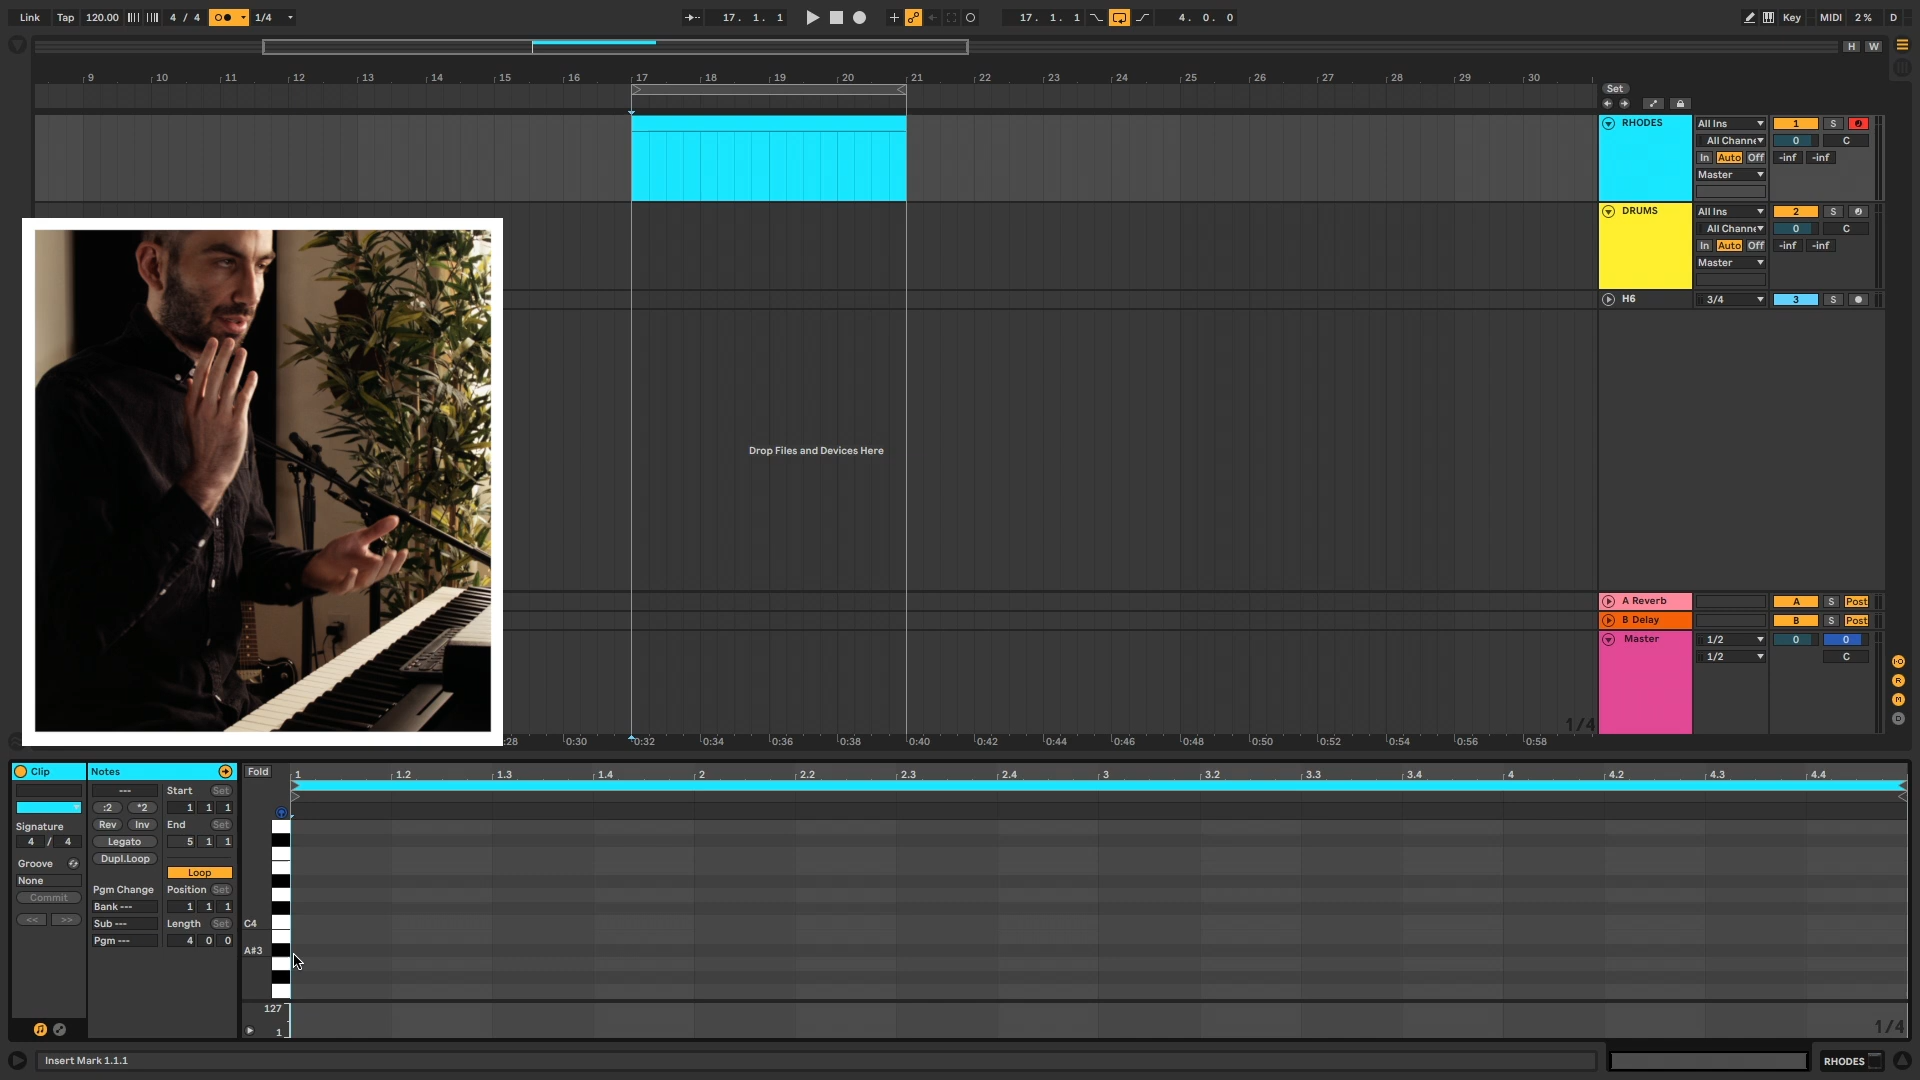 Link Tap 120.00 4 / 4 1/4 17. 1. 1 17. 1. 1 4. 0. 0 Key MIDI 2 % D
H W
9 10 11 12 13 14 15 16 17 18 19 20 21 22 23 24 25 26 27 28 29 30
Set
RHODES All Ins 1 S
All Channe 0 C
In Auto Off -inf -inf
Master
DRUMS All Ins 2 S
All Channe 0 C
In Auto Off -inf -inf
Master
H6 3/4 3 S
Drop Files and Devices Here
A Reverb A S Post
B Delay B S Post
Master 1/2 0 0
1/2 C
1/4
:28 0:30 0:32 0:34 0:36 0:38 0:40 0:42 0:44 0:46 0:48 0:50 0:52 0:54 0:56 0:58
R
M
D
Clip Notes Fold 1 1.2 1.3 1.4 2 2.2 2.3 2.4 3 3.2 3.3 3.4 4 4.2 4.3 4.4
--- Start Set
:2 *2 1 1 1
Signature Rev Inv End Set
4 / 4 Legato 5 1 1
Groove Dupl.Loop
None Loop
Commit Pgm Change Position Set
<< >> Bank --- 1 1 1
Sub --- Length Set C4
Pgm --- 4 0 0 A#3
127
1 1/4
Insert Mark 1.1.1 RHODES